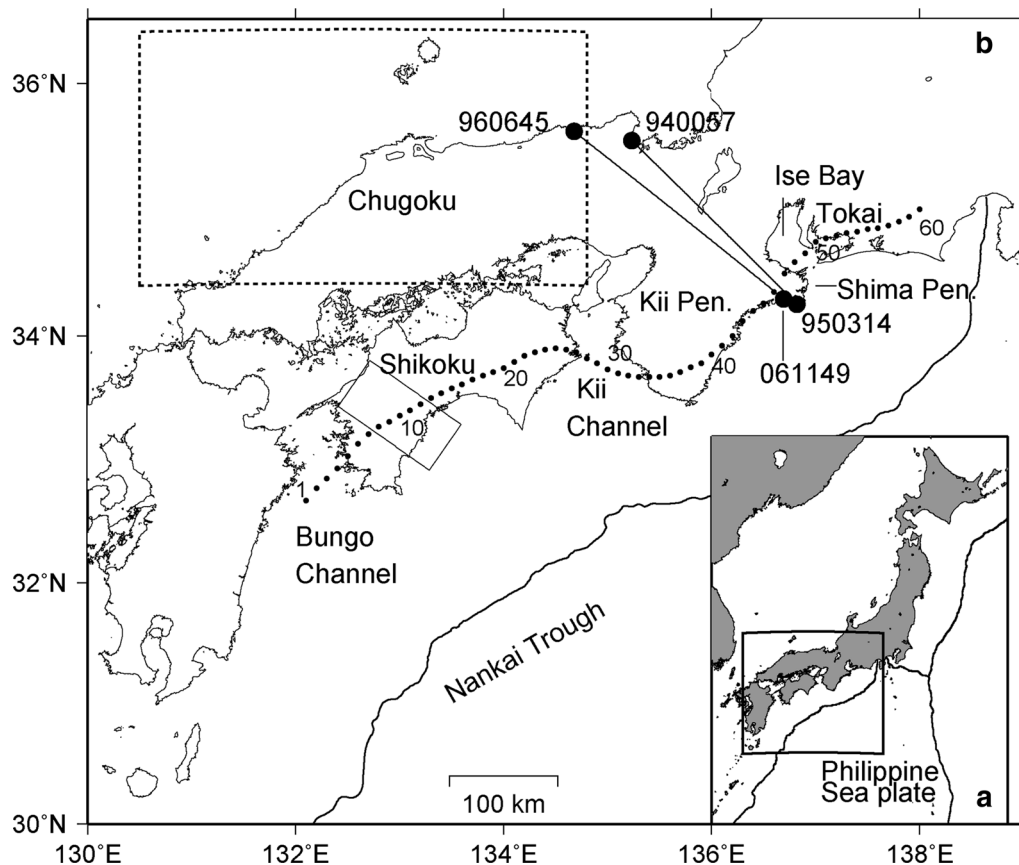 b
36°N
34°N
32°N
30°N
130°E
132°E
134°E
136°E
138°E
960645
940057
Ise Bay
Tokai
Chugoku
60
50
Shima Pen.
Kii Pen.
950314
061149
Shikoku
30
40
20
Kii
Channel
10
1
Bungo
Channel
Nankai Trough
100 km
Philippine
Sea plate
a